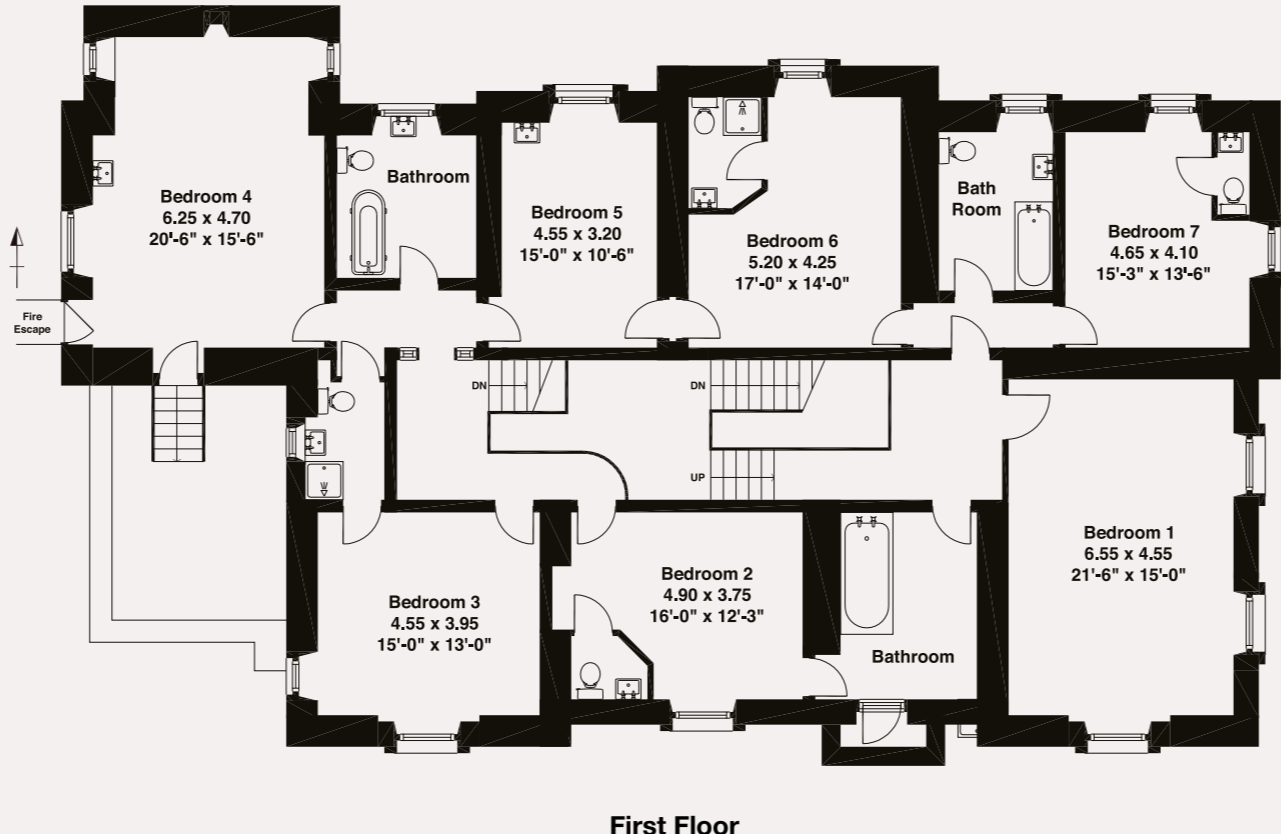 Bedroom 4
6.25 x 4.70
20'-6" x 15'-6"
Bathroom
Bedroom 5
4.55 x 3.20
15'-0" x 10'-6"
Bedroom 6
5.20 x 4.25
17'-0" x 14'-0"
Bath
Room
Bedroom 7
4.65 x 4.10
15'-3" x 13'-6"
Fire
Escape
DN
DN
UP
Bedroom 3
4.55 x 3.95
15'-0" x 13'-0"
Bedroom 2
4.90 x 3.75
16'-0" x 12'-3"
Bathroom
Bedroom 1
6.55 x 4.55
21'-6" x 15'-0"
First Floor